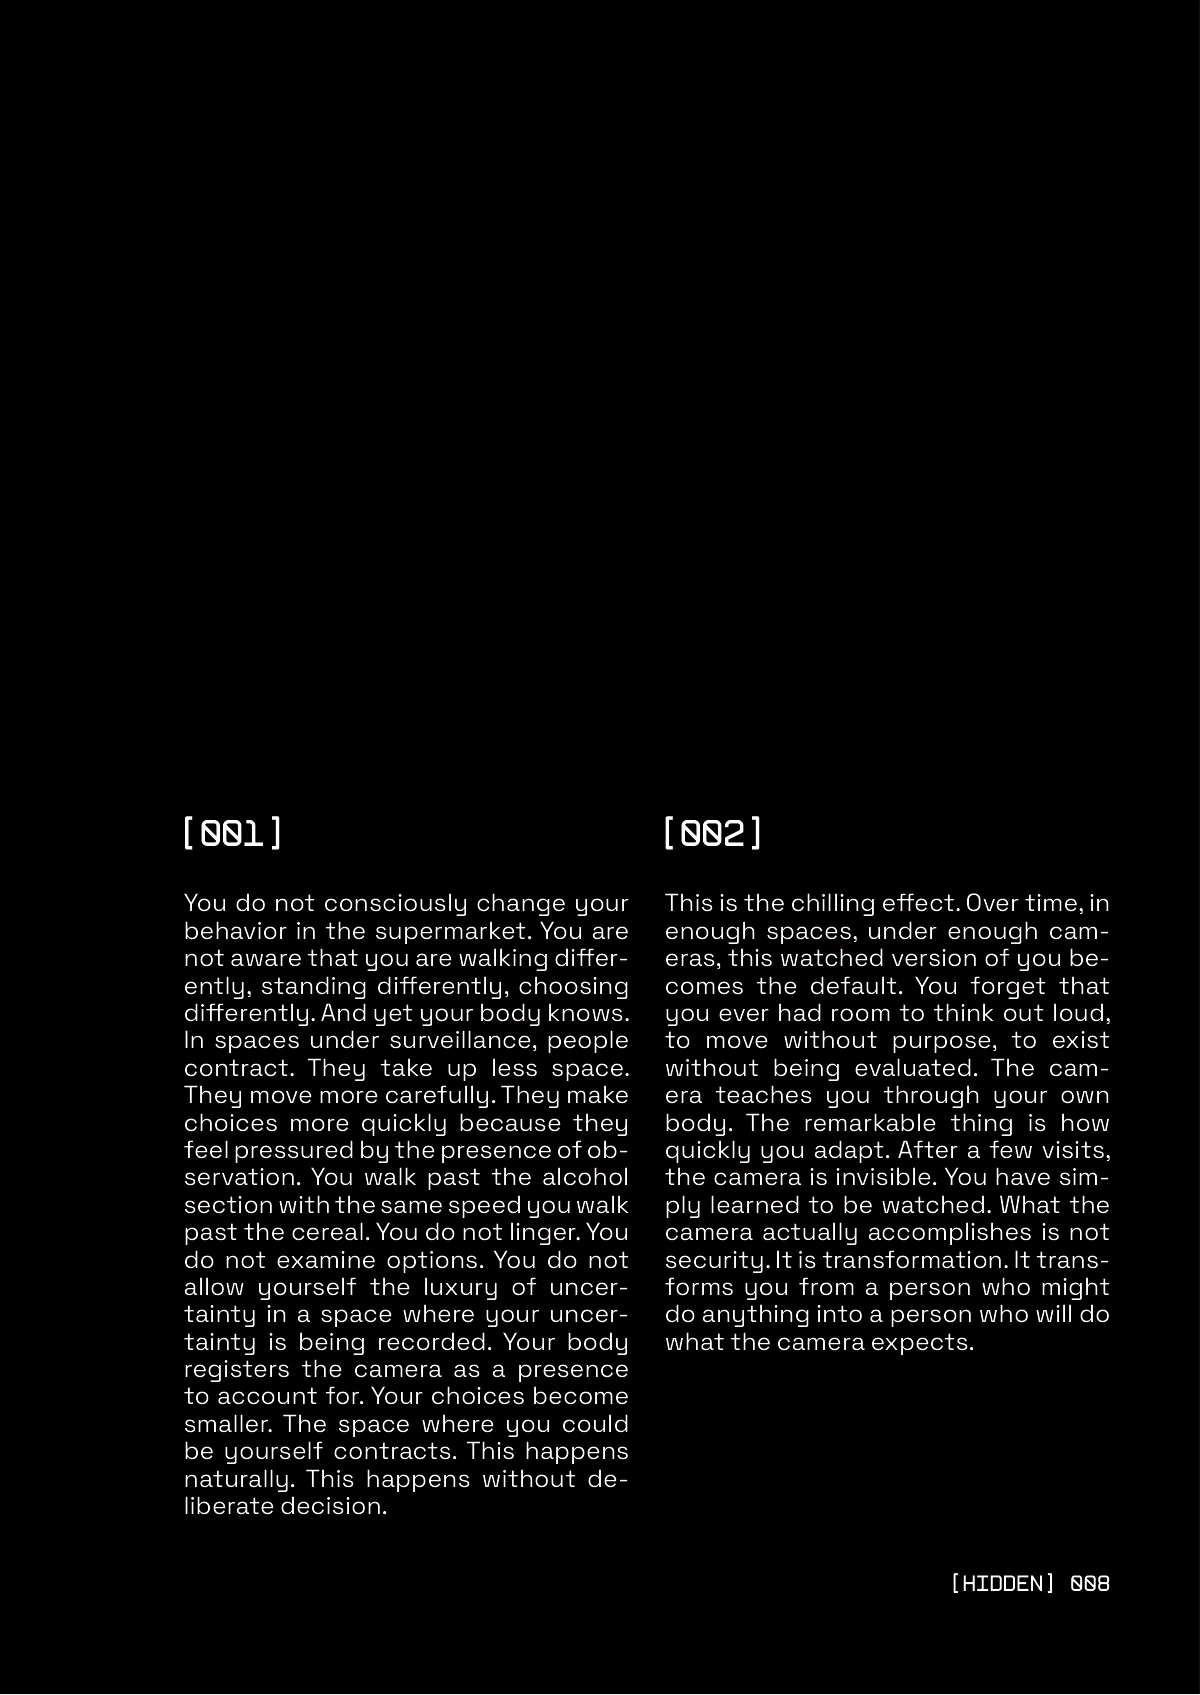 [001]
You do not consciously change your
behavior in the supermarket. You are
not aware that you are walking differ-
ently, standing differently, choosing
differently. And yet your body knows.
In spaces under surveillance, people
contract. They take up less space.
They move more carefully. They make
choices more quickly because they
feel pressured by the presence of ob-
servation. You walk past the alcohol
section with the same speed you walk
past the cereal. You do not linger. You
do not examine options. You do not
allow yourself the luxury of uncer-
tainty in a space where your uncer-
tainty is being recorded. Your body
registers the camera as a presence
to account for. Your choices become
smaller. The space where you could
be yourself contracts. This happens
naturally. This happens without de-
liberate decision.
[002]
This is the chilling effect. Over time, in
enough spaces, under enough cam-
eras, this watched version of you be-
comes the default. You forget that
you ever had room to think out loud,
to move without purpose, to exist
without being evaluated. The cam-
era teaches you through your own
body. The remarkable thing is how
quickly you adapt. After a few visits,
the camera is invisible. You have sim-
ply learned to be watched. What the
camera actually accomplishes is not
security. It is transformation. It trans-
forms you from a person who might
do anything into a person who will do
what the camera expects.
[HIDDEN] 008